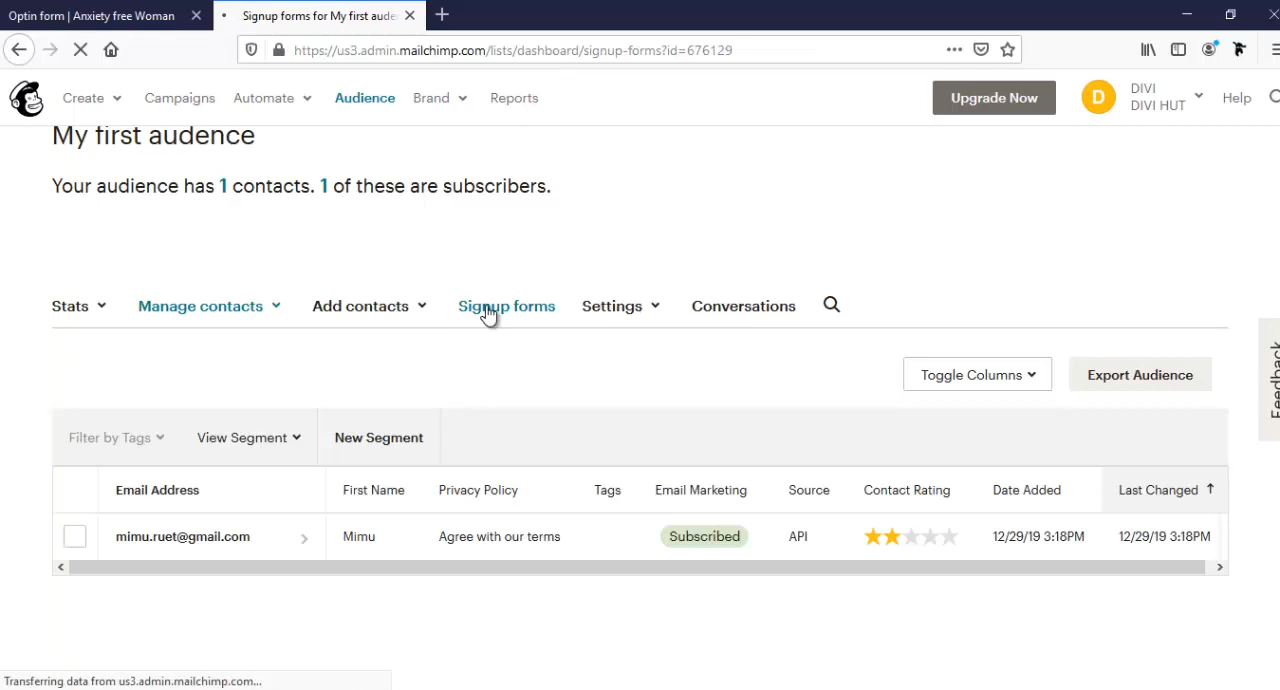 Optin form | Anxiety free Woman
Signup forms for My first aude
https://us3.admin.mailchimp.com/lists/dashboard/signup-forms?id=676129
Create
Campaigns
Automate
Audience
Brand
Reports
Upgrade Now
D
DIVI
DIVI HUT
Help
My first audence
Your audience has 1 contacts. 1 of these are subscribers.
Stats
Manage contacts
Add contacts
Signup forms
Settings
Conversations
Feedback
Toggle Columns
Export Audience
Filter by Tags
View Segment
New Segment
Email Address
First Name
Privacy Policy
Tags
Email Marketing
Source
Contact Rating
Date Added
Last Changed
mimu.ruet@gmail.com
Mimu
Agree with our terms
Subscribed
API
12/29/19 3:18PM
12/29/19 3:18PM
Transferring data from us3.admin.mailchimp.com...